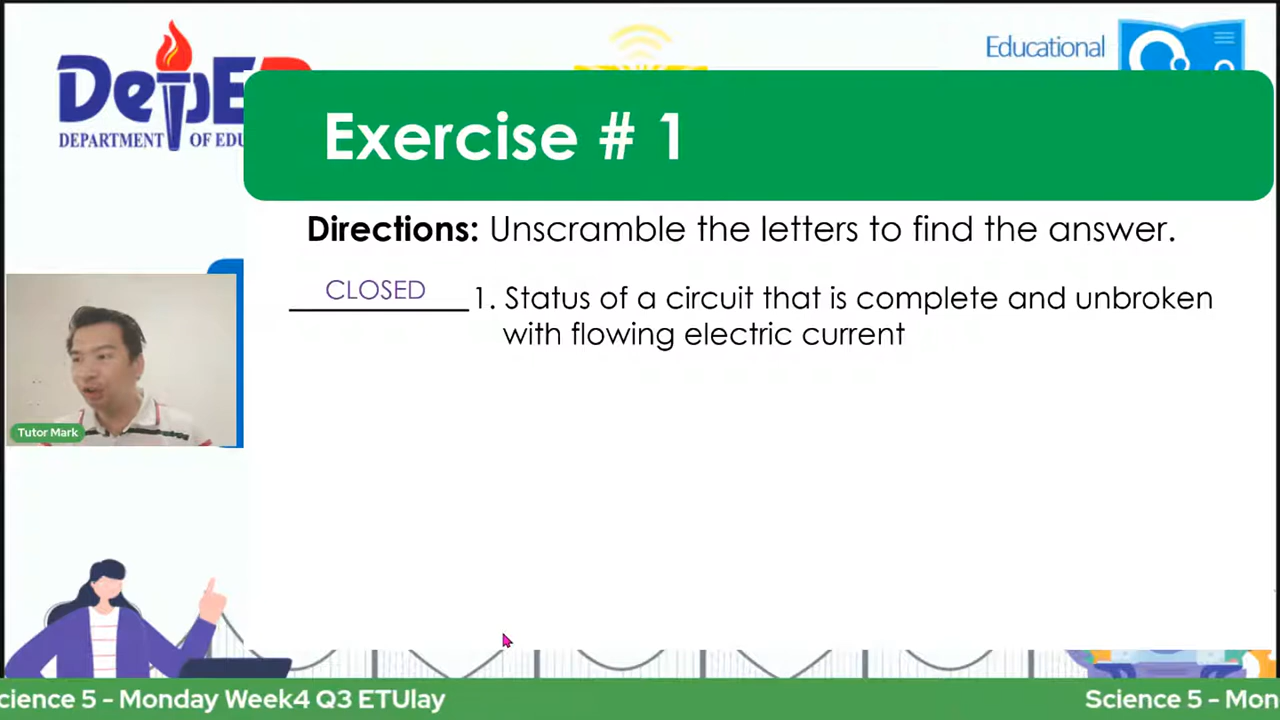 DepE
DEPARTMENT OF EDU
Educational
Exercise # 1
Directions: Unscramble the letters to find the answer.
CLOSED 1. Status of a circuit that is complete and unbroken
with flowing electric current
Tutor Mark
cience 5 - Monday Week4 Q3 ETUlay
Science 5 - Mon